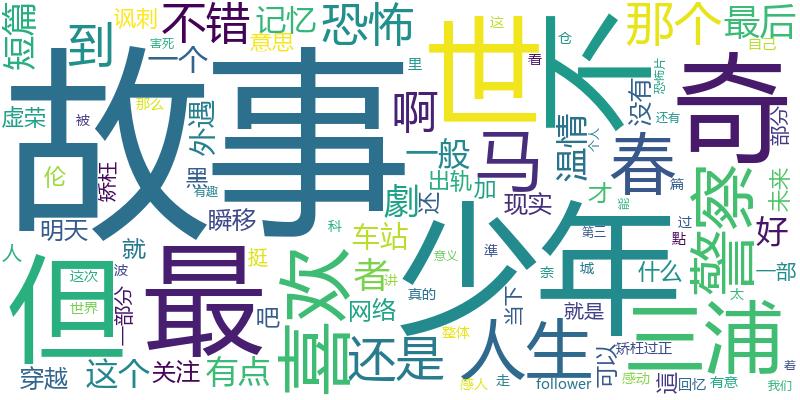 短篇
讽刺
不错
记忆
恐怖
世
不
那个
最后
到
一个
害死
意思
这
仓
自己
故事
里
看
恐怖片
奇
虚荣
那么
被
外遇
啊
马
温情
没有
还有
部分
伦
矫枉
黑
有趣
一般
春
个人
篇
出轨
加
现实
才
未来
劇
还
警察
明天
瞬移
少年
過
點
好
人
就
车站
科
第三
但
这次
波
最
挺
喜欢
者
讲
意义
準
奈
城
什么
一部
世界
一部分
真的
网络
当下
太
吧
就是
三浦
人生
整体
矫枉过正
穿越
这个
关注
有点
还是
感人
走
follower
可以
感动
這
回忆
有意
我们
着